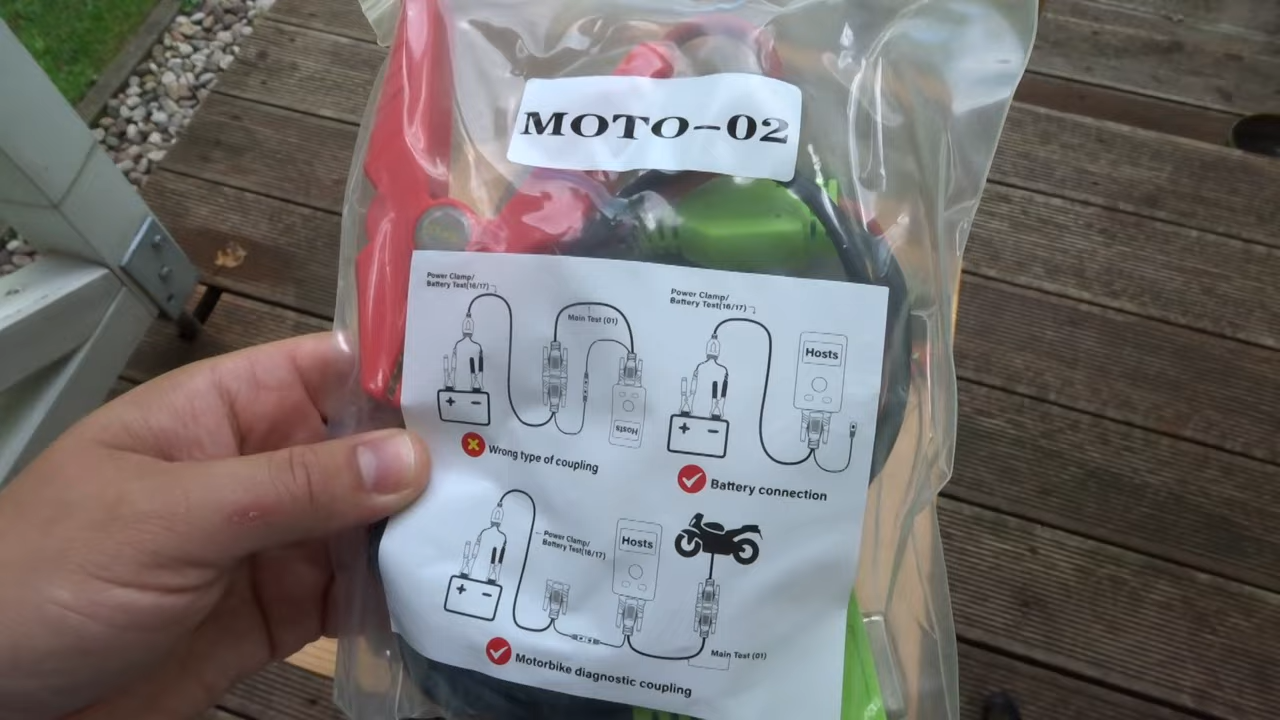 MOTO-02
Power Clamp/
Battery Test(16/17)
Main Test (01)
Hosts
+ -
Wrong type of coupling
Power Clamp/
Battery Test(16/17)
Hosts
+ -
Battery connection
Power Clamp/
Battery Test(16/17)
Hosts
+ -
Main Test (01)
Motorbike diagnostic coupling